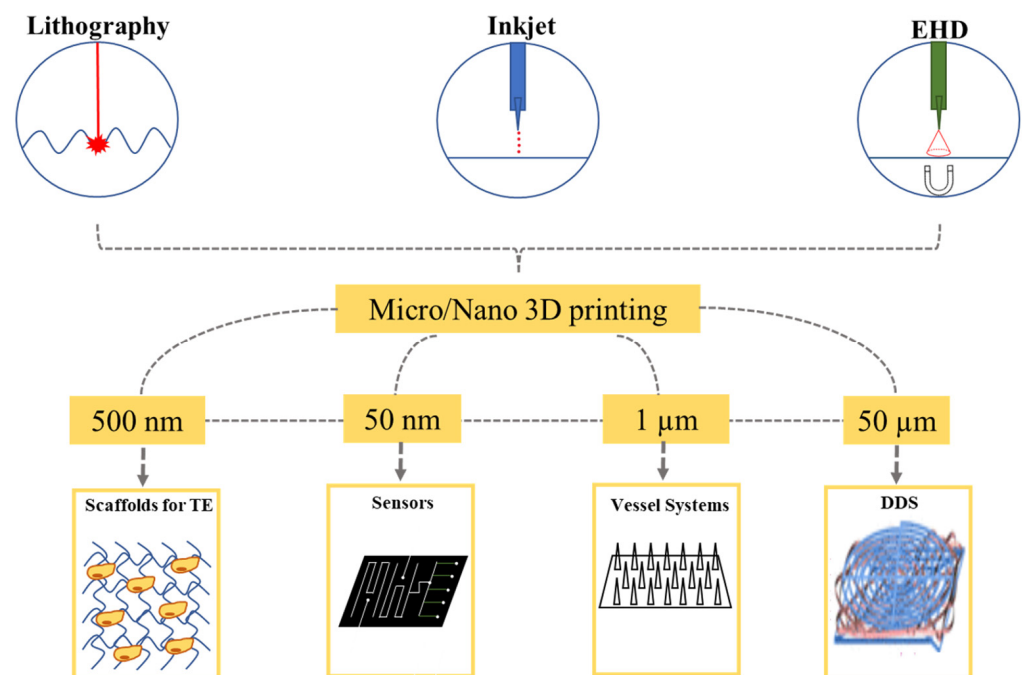 Lithography
Inkjet
EHD
Micro/Nano 3D printing
500 nm
50 nm
1 µm
50 µm
Scaffolds for TE
Sensors
Vessel Systems
DDS